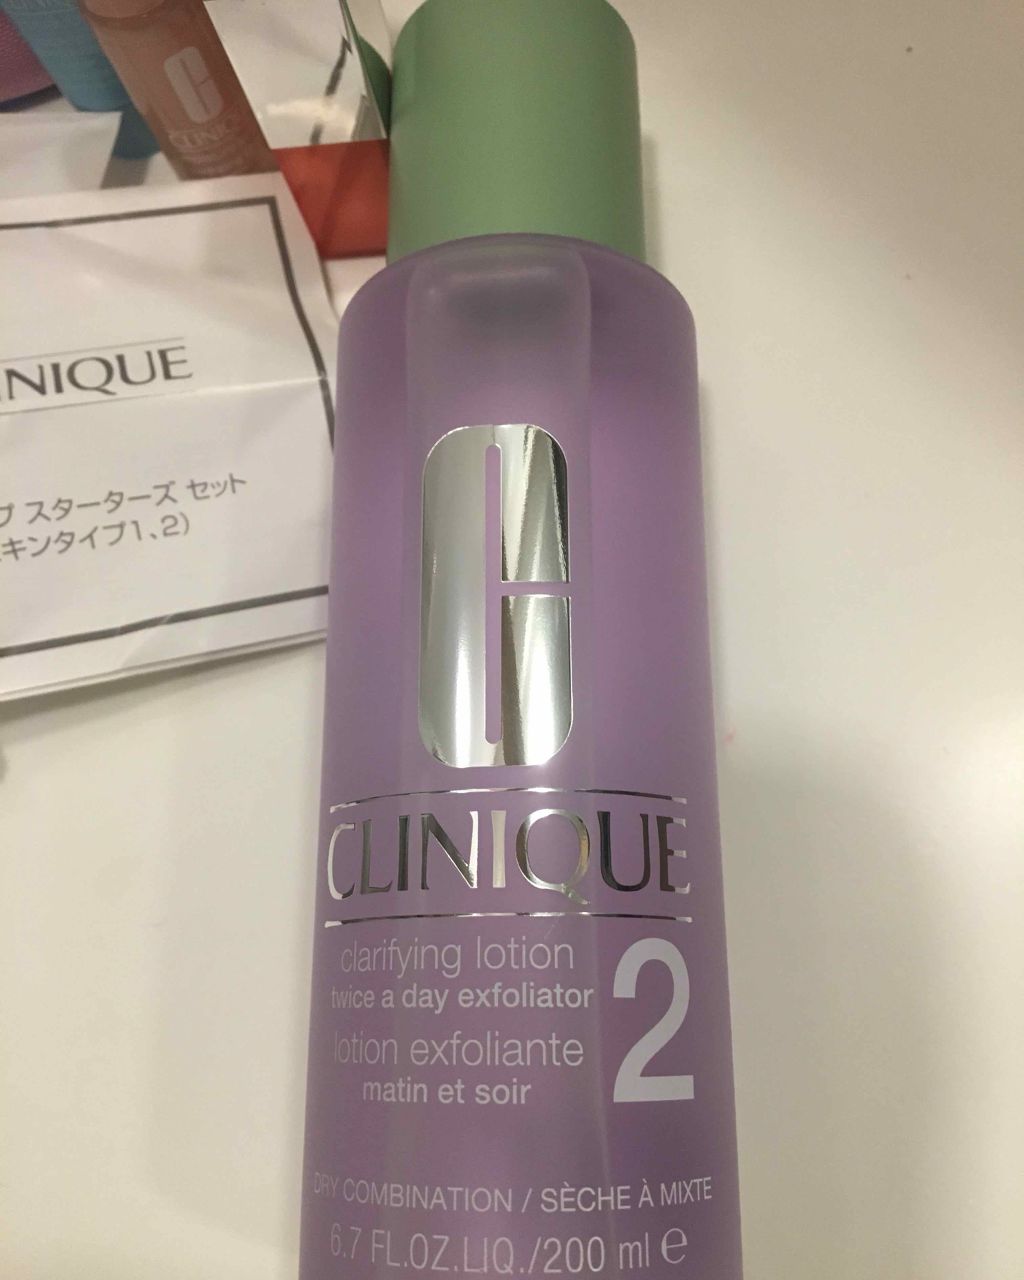 CLINIC
INIQUE
プ スターターズ セット
キンタイプ1、2)
C
CLINIQUE
clarifying lotion
twice a day exfoliator
lotion exfoliante
matin et soir
2
DRY COMBINATION / SÈCHE À MIXTE
6.7 FL.OZ.LIQ./200 ml e